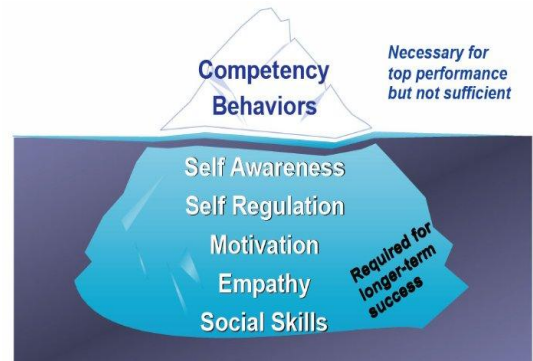 Competency
Behaviors
Necessary for
top performance
but not sufficient
Self Awareness
Self Regulation
Motivation
Empathy
Social Skills
Required for
longer-term
success